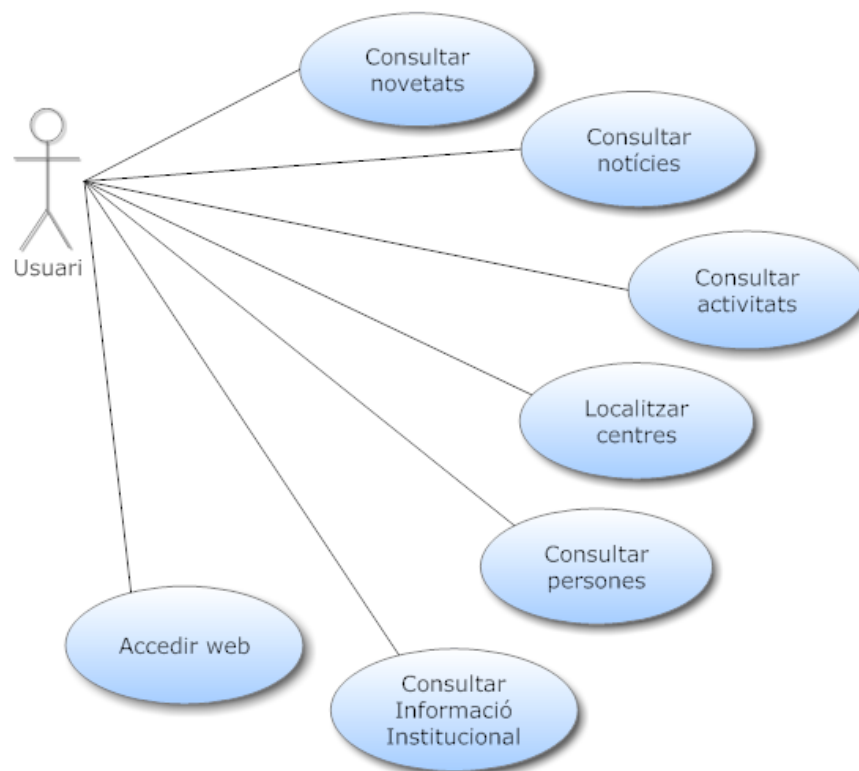 Consultar
novetats
Consultar
notícies
Usuari
Consultar
activitats
Localitzar
centres
Consultar
persones
Accedir web
Consultar
Informació
Institucional